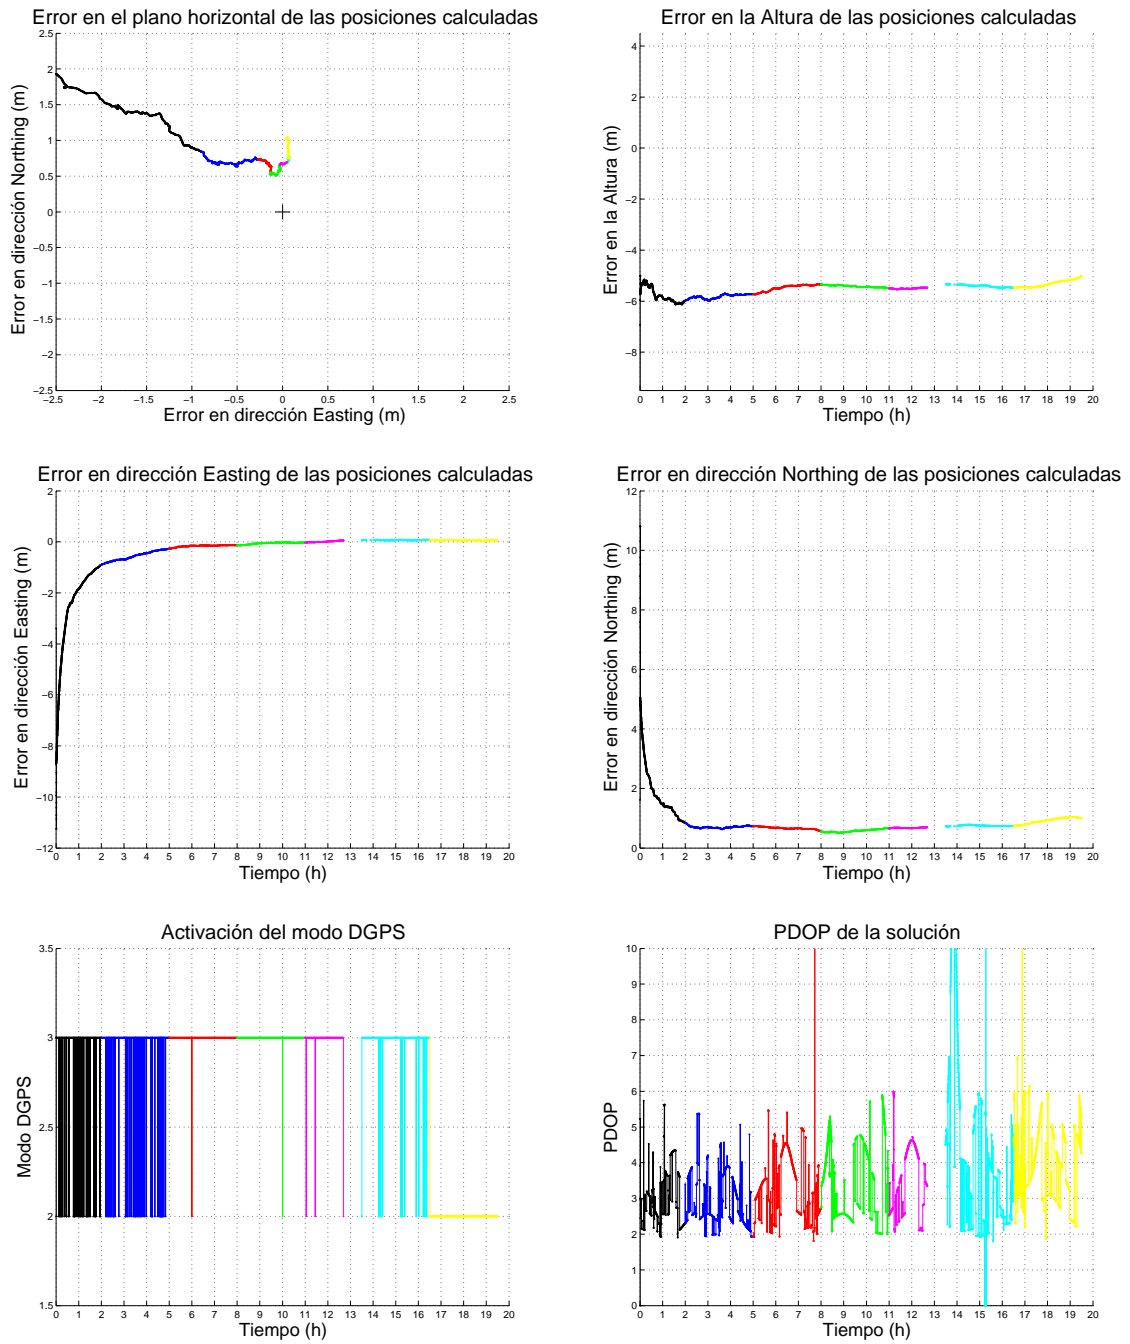 Error en el plano horizontal de las posiciones calculadas
2.5
2
1.5
1
0.5
0
−0.5
−1
−1.5
−2
2.5
Error en dirección Northing (m)
−2.5 −2 −1.5 −1 −0.5 0 0.5 1 1.5 2 2.5
Error en dirección Easting (m)
Error en la Altura de las posiciones calculadas
4
2
0
−2
−4
−6
−8
Error en la Altura (m)
0 1 2 3 4 5 6 7 8 9 10 11 12 13 14 15 16 17 18 19 20
Tiempo (h)
Error en dirección Easting de las posiciones calculadas
2
0
−2
−4
−6
−8
−10
−12
Error en dirección Easting (m)
0 1 2 3 4 5 6 7 8 9 10 11 12 13 14 15 16 17 18 19 20
Tiempo (h)
Error en dirección Northing de las posiciones calculadas
12
10
8
6
4
2
0
Error en dirección Northing (m)
0 1 2 3 4 5 6 7 8 9 10 11 12 13 14 15 16 17 18 19 20
Tiempo (h)
Activación del modo DGPS
3.5
3
2.5
2
1.5
Modo DGPS
0 1 2 3 4 5 6 7 8 9 10 11 12 13 14 15 16 17 18 19 20
Tiempo (h)
PDOP de la solución
10
9
8
7
6
5
4
3
2
1
0
PDOP
0 1 2 3 4 5 6 7 8 9 10 11 12 13 14 15 16 17 18 19 20
Tiempo (h)